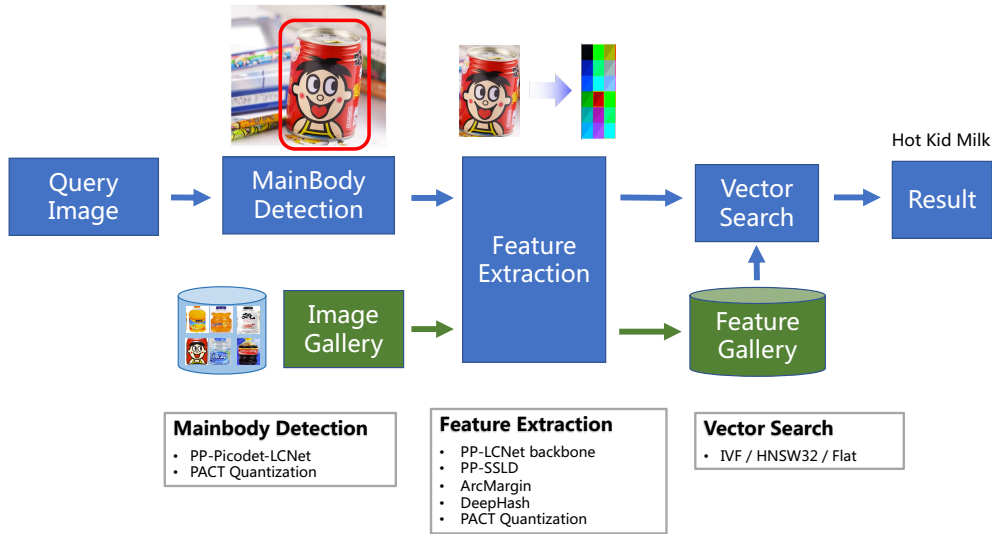 Hot Kid Milk
Query
Image
MainBody
Detection
Feature
Extraction
Vector
Search
Result
Image
Gallery
Feature
Gallery
Mainbody Detection
• PP-Picodet-LCNet
• PACT Quantization
Feature Extraction
• PP-LCNet backbone
• PP-SSLD
• ArcMargin
• DeepHash
• PACT Quantization
Vector Search
• IVF / HNSW32 / Flat